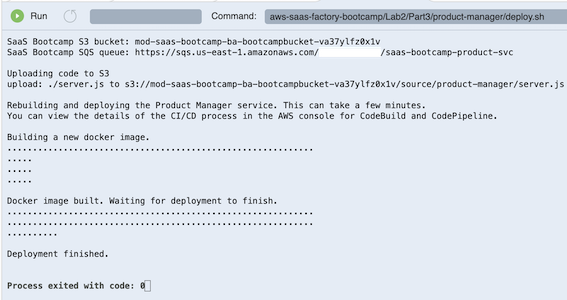 Run Command: aws-saas-factory-bootcamp/Lab2/Part3/product-manager/deploy.sh
SaaS Bootcamp S3 bucket: mod-saas-bootcamp-ba-bootcampbucket-va37ylfz0x1v
SaaS Bootcamp SQS queue: https://sqs.us-east-1.amazonaws.com/ /saas-bootcamp-product-svc
Uploading code to S3
upload: ./server.js to s3://mod-saas-bootcamp-ba-bootcampbucket-va37ylfz0x1v/source/product-manager/server.js
Rebuilding and deploying the Product Manager service. This can take a few minutes.
You can view the details of the CI/CD process in the AWS console for CodeBuild and CodePipeline.
Building a new docker image.
.............................................................
.....
.....
.....
Docker image built. Waiting for deployment to finish.
.............................................................
.............................................................
..........
Deployment finished.
Process exited with code: 0